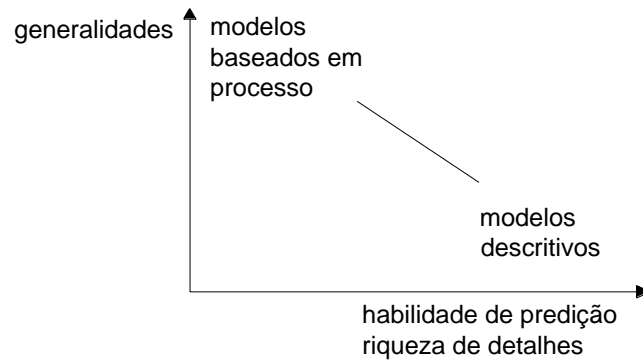 generalidades
modelos
baseados em
processo
modelos
descritivos
habilidade de predição
riqueza de detalhes